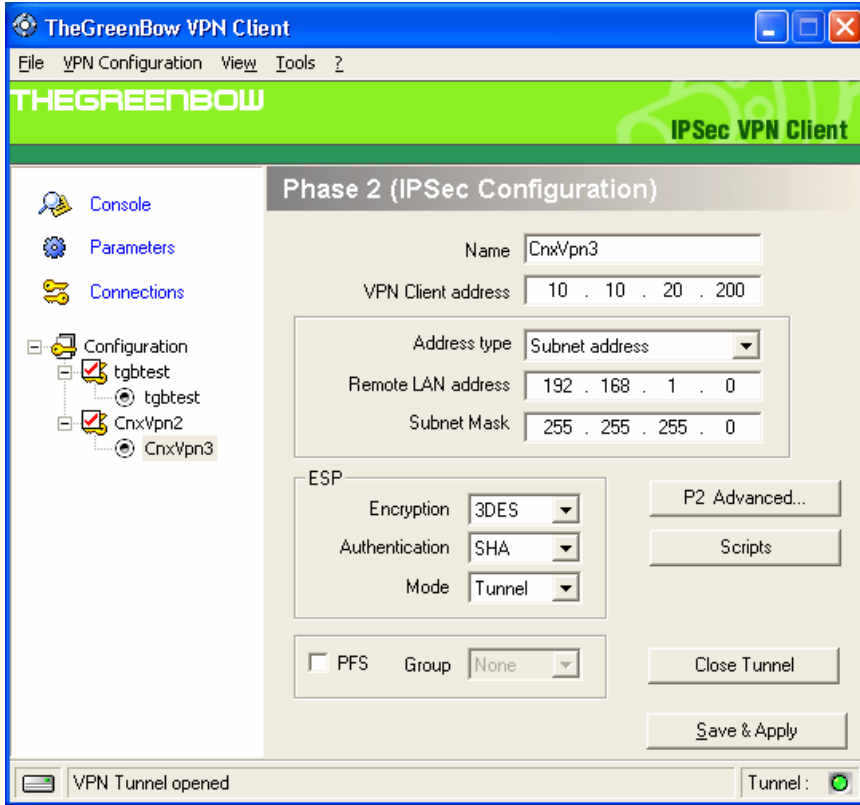 TheGreenBow VPN Client
File VPN Configuration View Tools ?
THEGREENBOW
IPSec VPN Client
Console
Parameters
Connections
Configuration
tgbtest
tgbtest
CnxVpn2
CnxVpn3
Phase 2 (IPSec Configuration)
Name CnxVpn3
VPN Client address 10 . 10 . 20 . 200
Address type Subnet address
Remote LAN address 192 . 168 . 1 . 0
Subnet Mask 255 . 255 . 255 . 0
ESP
Encryption 3DES
Authentication SHA
Mode Tunnel
P2 Advanced...
Scripts
PFS Group None
Close Tunnel
Save & Apply
VPN Tunnel opened
Tunnel :